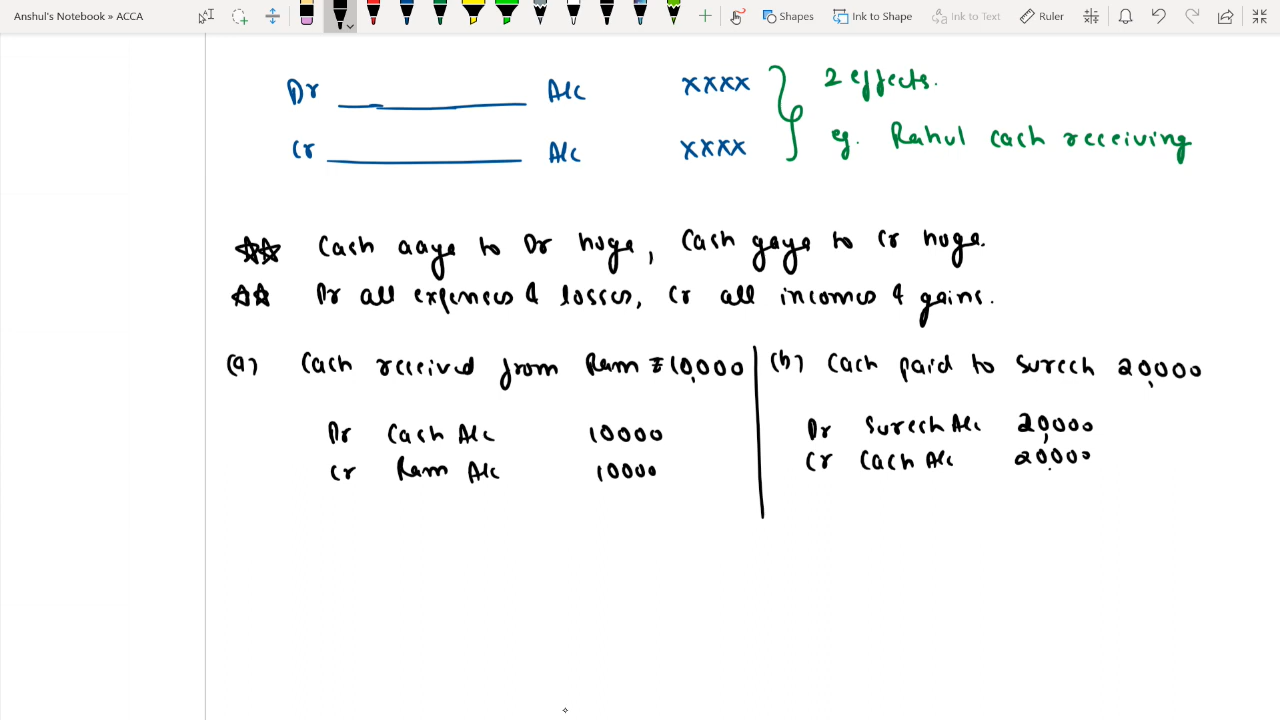 Anshul's Notebook » ACCA
Shapes
Ink to Shape
Ink to Text
Ruler
Dr ________ A/c xxxx } 2 effects.
Cr ________ A/c xxxx eg. Rahul cash receiving
☆☆ Cash aaye to Dr hoga, Cash gaya to Cr hoga.
☆☆ Dr all expenses & losses, Cr all incomes & gains.
(a) Cash received from Ram ₹10,000
Dr Cash A/c 10000
Cr Ram A/c 10000
(b) Cash paid to Suresh 20,000
Dr Suresh A/c 20,000
Cr Cash A/c 20,000